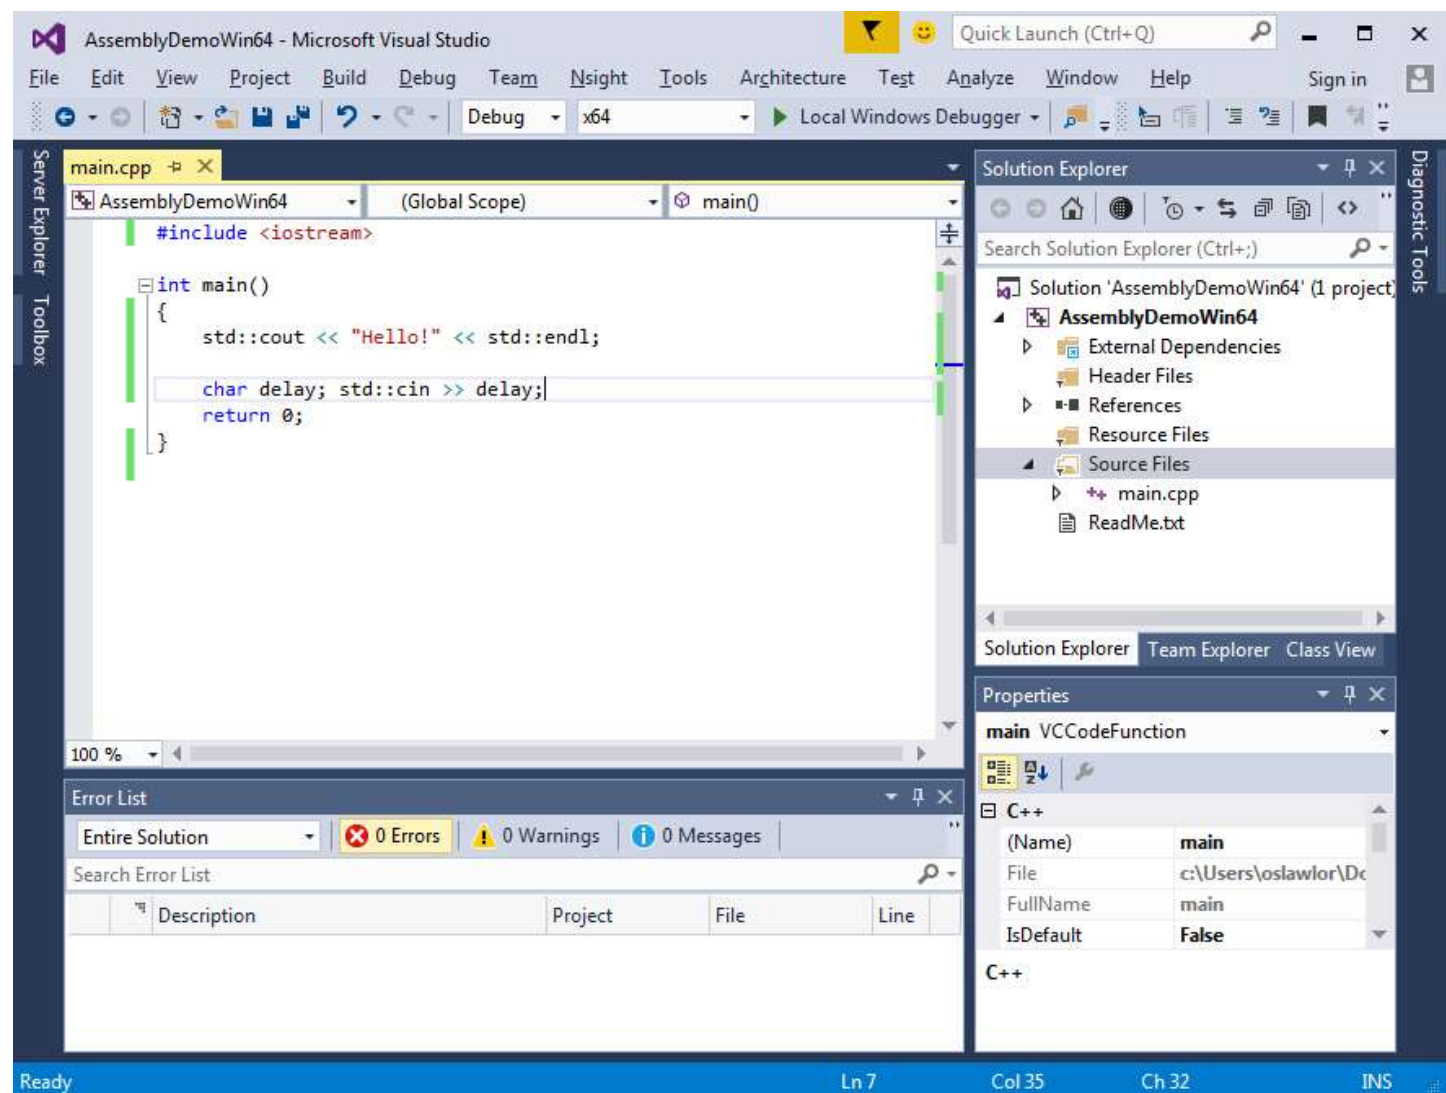 AssemblyDemoWin64 - Microsoft Visual Studio
Quick Launch (Ctrl+Q)
File Edit View Project Build Debug Team Nsight Tools Architecture Test Analyze Window Help Sign in
Debug x64 Local Windows Debugger
Server Explorer
Toolbox
main.cpp
AssemblyDemoWin64 (Global Scope) main()
#include <iostream>
int main()
{
std::cout << "Hello!" << std::endl;
char delay; std::cin >> delay;
return 0;
}
100 %
Error List
Entire Solution 0 Errors 0 Warnings 0 Messages
Search Error List
Description Project File Line
Solution Explorer
Search Solution Explorer (Ctrl+;)
Solution 'AssemblyDemoWin64' (1 project)
AssemblyDemoWin64
External Dependencies
Header Files
References
Resource Files
Source Files
main.cpp
ReadMe.txt
Solution Explorer Team Explorer Class View
Properties
main VCCodeFunction
C++
(Name) main
File c:\Users\oslawlor\Do
FullName main
IsDefault False
C++
Diagnostic Tools
Ready Ln 7 Col 35 Ch 32 INS